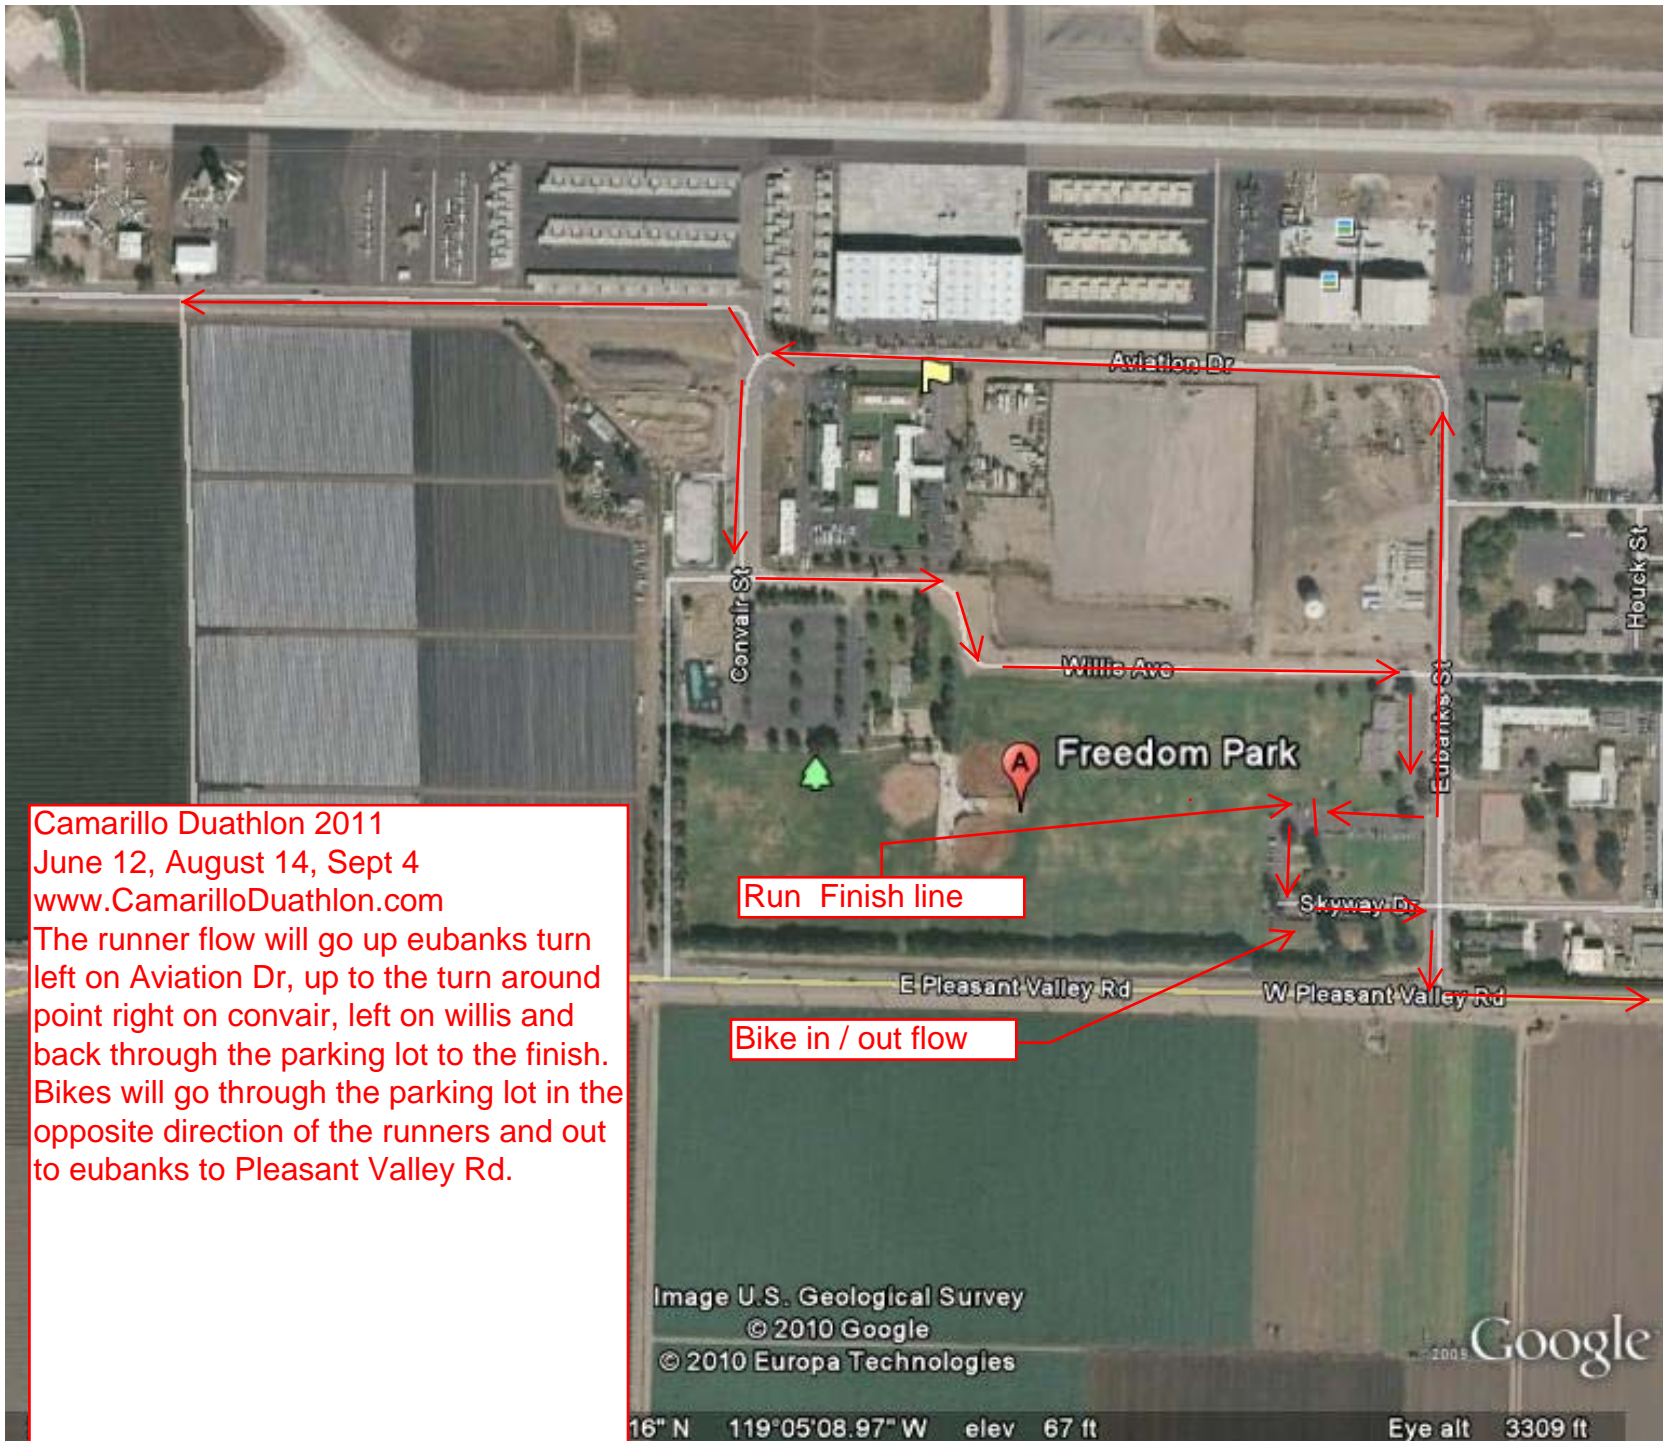 Aviation Dr
Houck St
Convair St
Willis Ave
Eubanks St
Freedom Park
A
Camarillo Duathlon 2011
June 12, August 14, Sept 4
www.CamarilloDuathlon.com
The runner flow will go up eubanks turn
left on Aviation Dr, up to the turn around
point right on convair, left on willis and
back through the parking lot to the finish.
Bikes will go through the parking lot in the
opposite direction of the runners and out
to eubanks to Pleasant Valley Rd.
Run Finish line
Skyway Dr
E Pleasant Valley Rd
W Pleasant Valley Rd
Bike in / out flow
Image U.S. Geological Survey
© 2010 Google
© 2010 Europa Technologies
2009 Google
16" N 119°05'08.97" W elev 67 ft
Eye alt 3309 ft